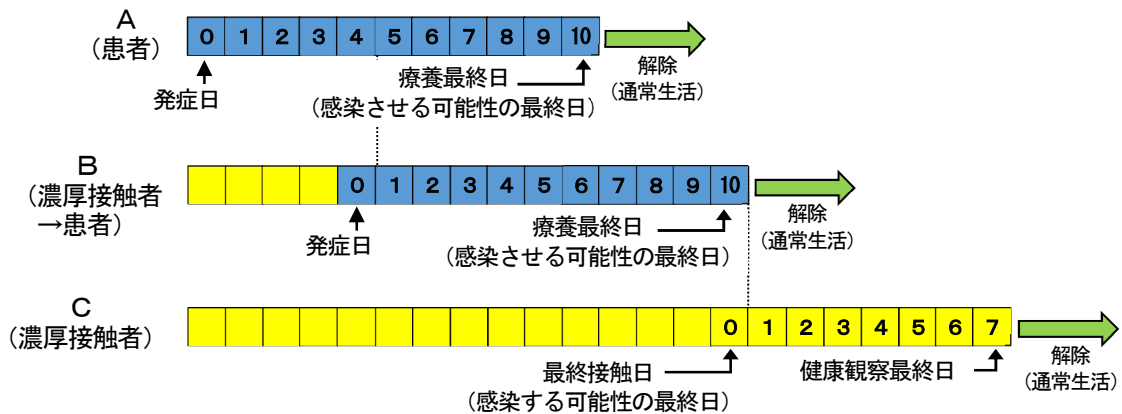 A
(患者)
0 1 2 3 4 5 6 7 8 9 10
発症日
療養最終日
(感染させる可能性の最終日)
解除
(通常生活)
B
(濃厚接触者
→患者)
0 1 2 3 4 5 6 7 8 9 10
発症日
療養最終日
(感染させる可能性の最終日)
解除
(通常生活)
C
(濃厚接触者)
0 1 2 3 4 5 6 7
最終接触日
(感染する可能性の最終日)
健康観察最終日
解除
(通常生活)